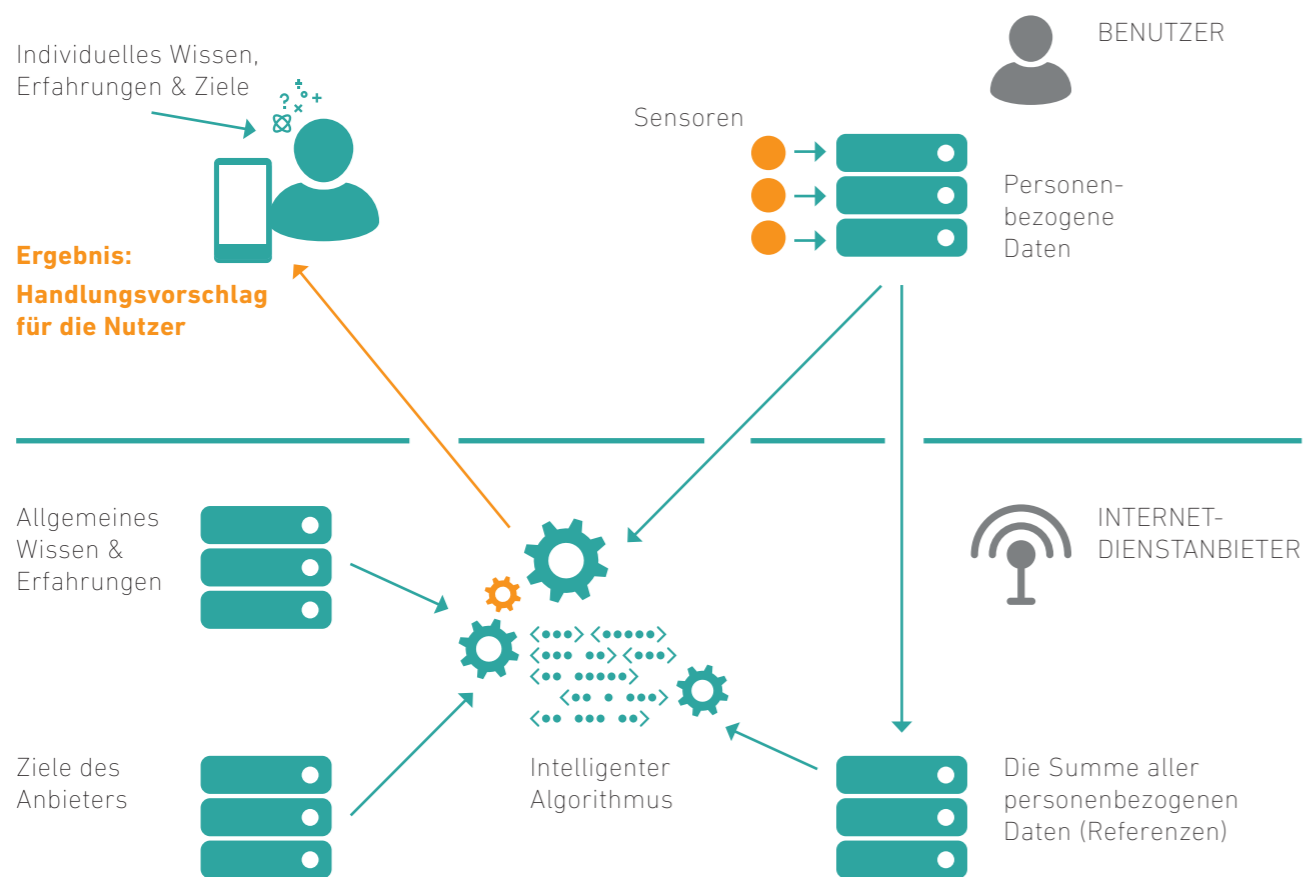 Individuelles Wissen,
Erfahrungen & Ziele
Ergebnis:
Handlungsvorschlag
für die Nutzer
Sensoren
BENUTZER
Personen-
bezogene
Daten
Allgemeines
Wissen &
Erfahrungen
INTERNET-
DIENSTANBIETER
Ziele des
Anbieters
Intelligenter
Algorithmus
Die Summe aller
personenbezogenen
Daten (Referenzen)